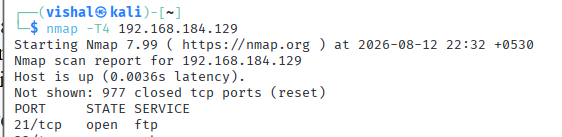 ┌──(vishal㉿kali)-[~]
└─$ nmap -T4 192.168.184.129
Starting Nmap 7.99 ( https://nmap.org ) at 2026-08-12 22:32 +0530
Nmap scan report for 192.168.184.129
Host is up (0.0036s latency).
Not shown: 977 closed tcp ports (reset)
PORT     STATE SERVICE
21/tcp   open  ftp